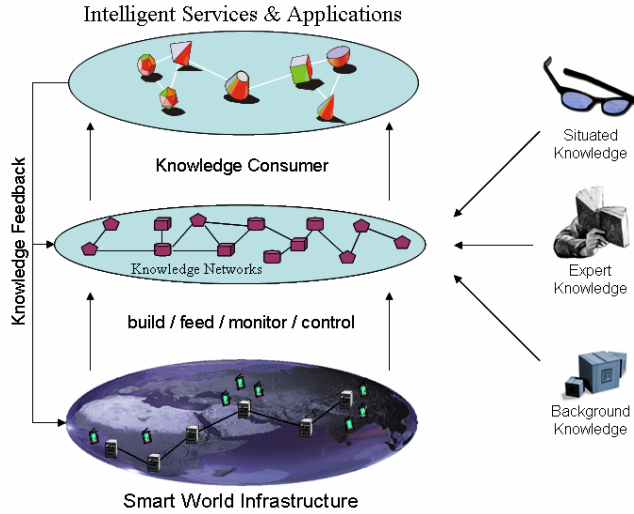 Intelligent Services & Applications
Situated
Knowledge
Knowledge Consumer
Knowledge Feedback
Knowledge Networks
Expert
Knowledge
build / feed / monitor / control
Background
Knowledge
Smart World Infrastructure